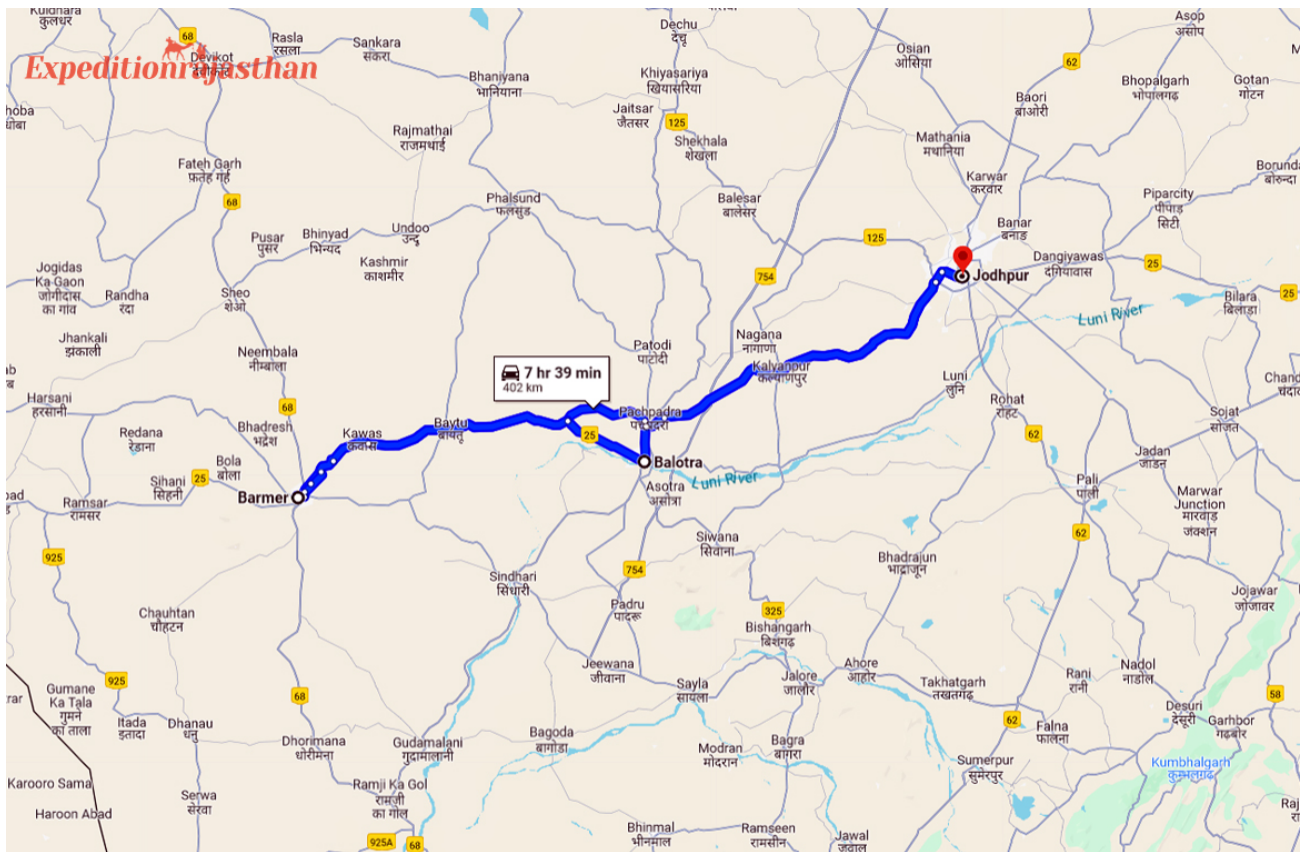 कुलधर
Dechu
देचू
Asop
आसोप
68
Rasla
रसला
Sankara
सकरा
Osian
ओसिया
62
Devikot
Expeditionrajasthan
Bhaniyana
भानियाना
Khiyasariya
खियासरिया
Bhopalgarh
भोपालगढ़
Gotan
गोटन
Baori
बाओरी
Jaitsar
जैतसर
125
Rajmathai
राजमथाई
Shekhala
शेखला
Mathania
मथानिया
Fateh Garh
फ़तेह गर्ह
68
Karwar
करवार
Piparcity
पीपाड़
सिटी
Phalsund
फलसूंड
Balesar
बालेसर
Undoo
उन्दू
Pusar
पुसर
Bhinyad
भिन्यद
Banar
बनाड़
125
Kashmir
काशमीर
Dangiyawas
दंगियावास
25
Jogidas
Ka Gaon
जोगीदास
का गांव
754
Jodhpur
Randha
रंदा
Sheo
शेओ
25
Bilara
बिलाड़ा
Luni River
Jhankali
झंकाली
Nagana
नागाणा
Patodi
पाटोदी
Neembala
नीम्बोला
7 hr 39 min
402 km
Kalyanpur
कल्याणपुर
Luni
लुनि
Harsani
हरसानी
68
Rohat
रोहट
Sojat
सोजत
Pachpadra
पचपदरा
Baytu
बायतू
Bhadresh
भद्रेश
Redana
रेडाना
Kawas
कवास
25
62
Jadan
जाडन
Bola
बोला
Balotra
Sihani
सिहनी
25
Barmer
Luni River
Asotra
असोत्रा
Pali
पाली
Ramsar
रामसर
Marwar
Junction
मारवाड़
जंक्शन
Siwana
सिवाना
62
925
Bhadrajun
भाद्राजून
754
Sindhari
सिंधारी
Jojawar
जोजावर
Padru
पादरू
325
Chauhtan
चौहटन
Bishangarh
बिशनगढ़
Jeewana
जीवाना
Ahore
आहोर
Nadol
नाडोल
Rani
रानी
Jalore
जालौर
925
Sayla
सायला
Takhatgarh
तखतगढ़
Gumane
Ka Tala
गुमने
का ताला
68
58
Desuri
देसूरी
Itada
इतादा
Dhanau
धनु
62
Falna
फालना
Garhbor
गढ़बोर
Bagoda
बागोडा
Dhorimana
धोरीमना
Gudamalani
गुदामालानी
Modran
मोदरान
Bagra
बागरा
Sumerpur
सुमेरपुर
Kumbhalgarh
कुम्भलगढ़
Karooro Sama
Ramji Ka Gol
रामजी
का गोल
Serwa
सेरवा
Haroon Abad
Bhinmal
भीनमाल
Ramseen
रामसीन
Jawal
जवाल
925A
68